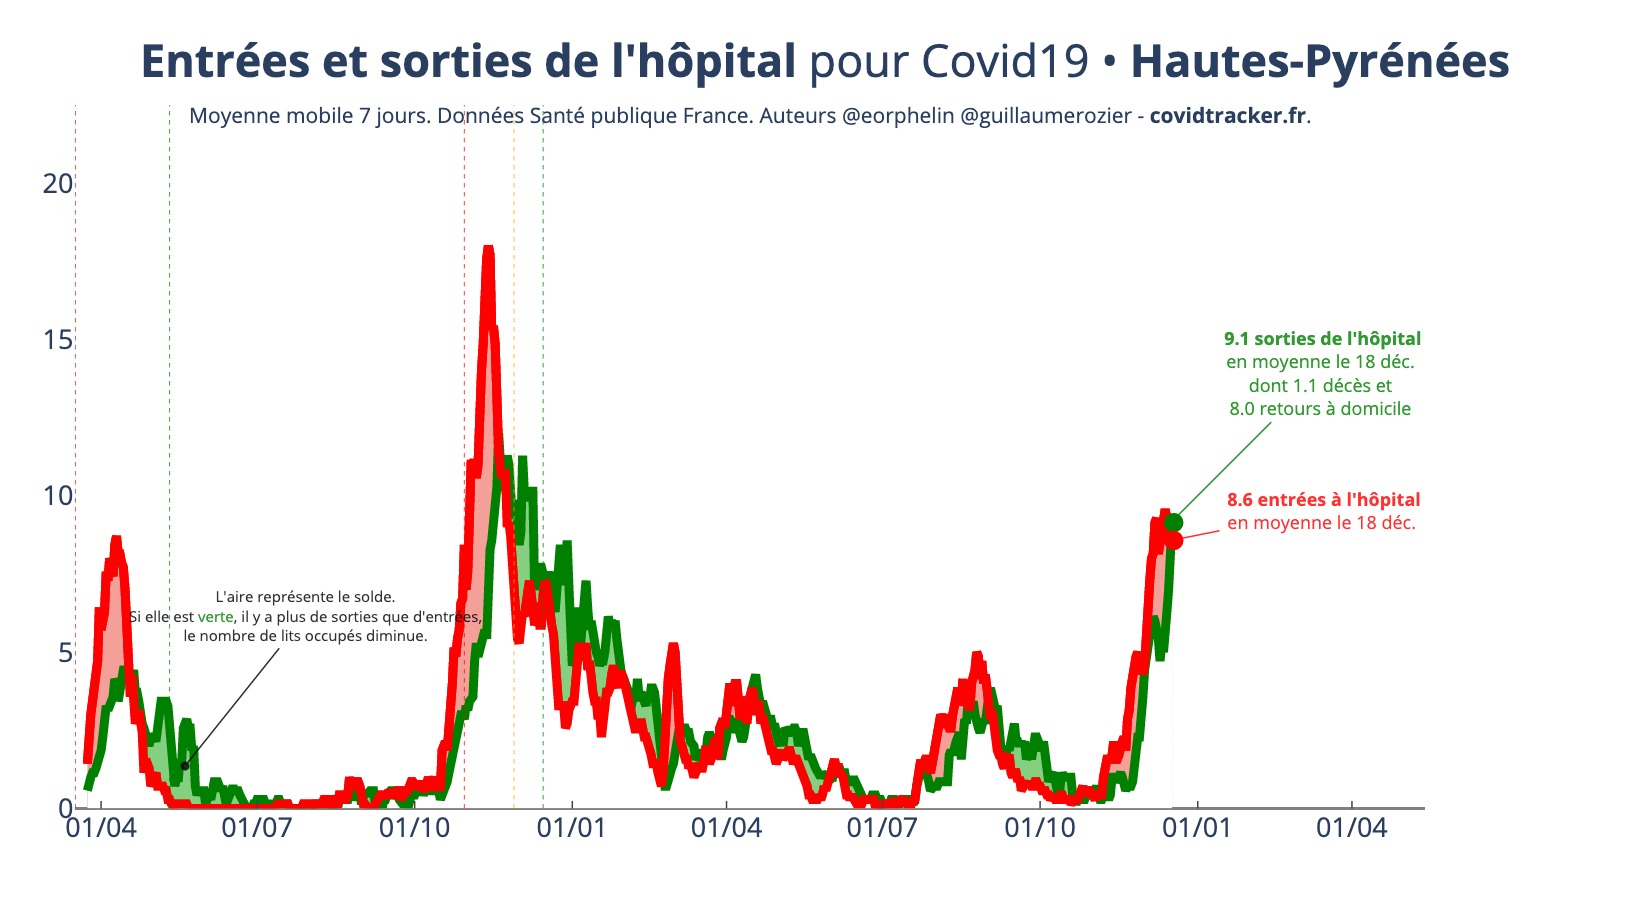 Entrées et sorties de l'hôpital pour Covid19 • Hautes-Pyrénées
Moyenne mobile 7 jours. Données Santé publique France. Auteurs @eorphelin @guillaumerozier - covidtracker.fr.
20
15
10
5
0
9.1 sorties de l'hôpital
en moyenne le 18 déc.
dont 1.1 décès et
8.0 retours à domicile
8.6 entrées à l'hôpital
en moyenne le 18 déc.
L'aire représente le solde.
Si elle est verte, il y a plus de sorties que d'entrées,
le nombre de lits occupés diminue.
01/04 01/07 01/10 01/01 01/04 01/07 01/10 01/01 01/04